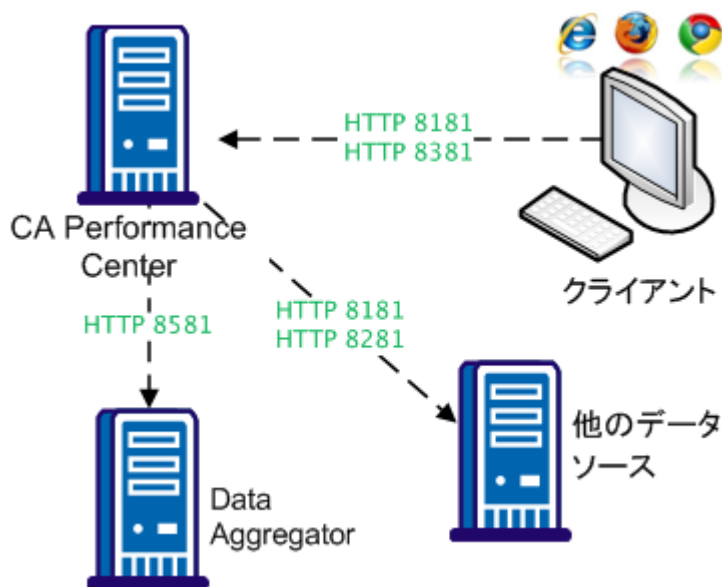 HTTP 8181
HTTP 8381
CA Performance
Center
クライアント
HTTP 8581
HTTP 8181
HTTP 8281
他のデータ
ソース
Data
Aggregator